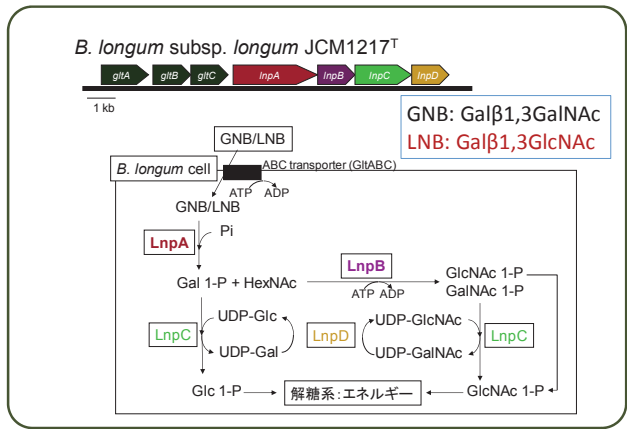 B. longum subsp. longum JCM1217T
gltA gltB gltC lnpA lnpB lnpC lnpD
1 kb
GNB: Galβ1,3GalNAc
LNB: Galβ1,3GlcNAc
GNB/LNB
B. longum cell
ABC transporter (GltABC)
ATP ADP
GNB/LNB
Pi
LnpA
LnpB
Gal 1-P + HexNAc
ATP ADP
GlcNAc 1-P
GalNAc 1-P
UDP-Glc
UDP-GlcNAc
LnpC
LnpD
LnpC
UDP-Gal
UDP-GalNAc
Glc 1-P
解糖系:エネルギー
GlcNAc 1-P